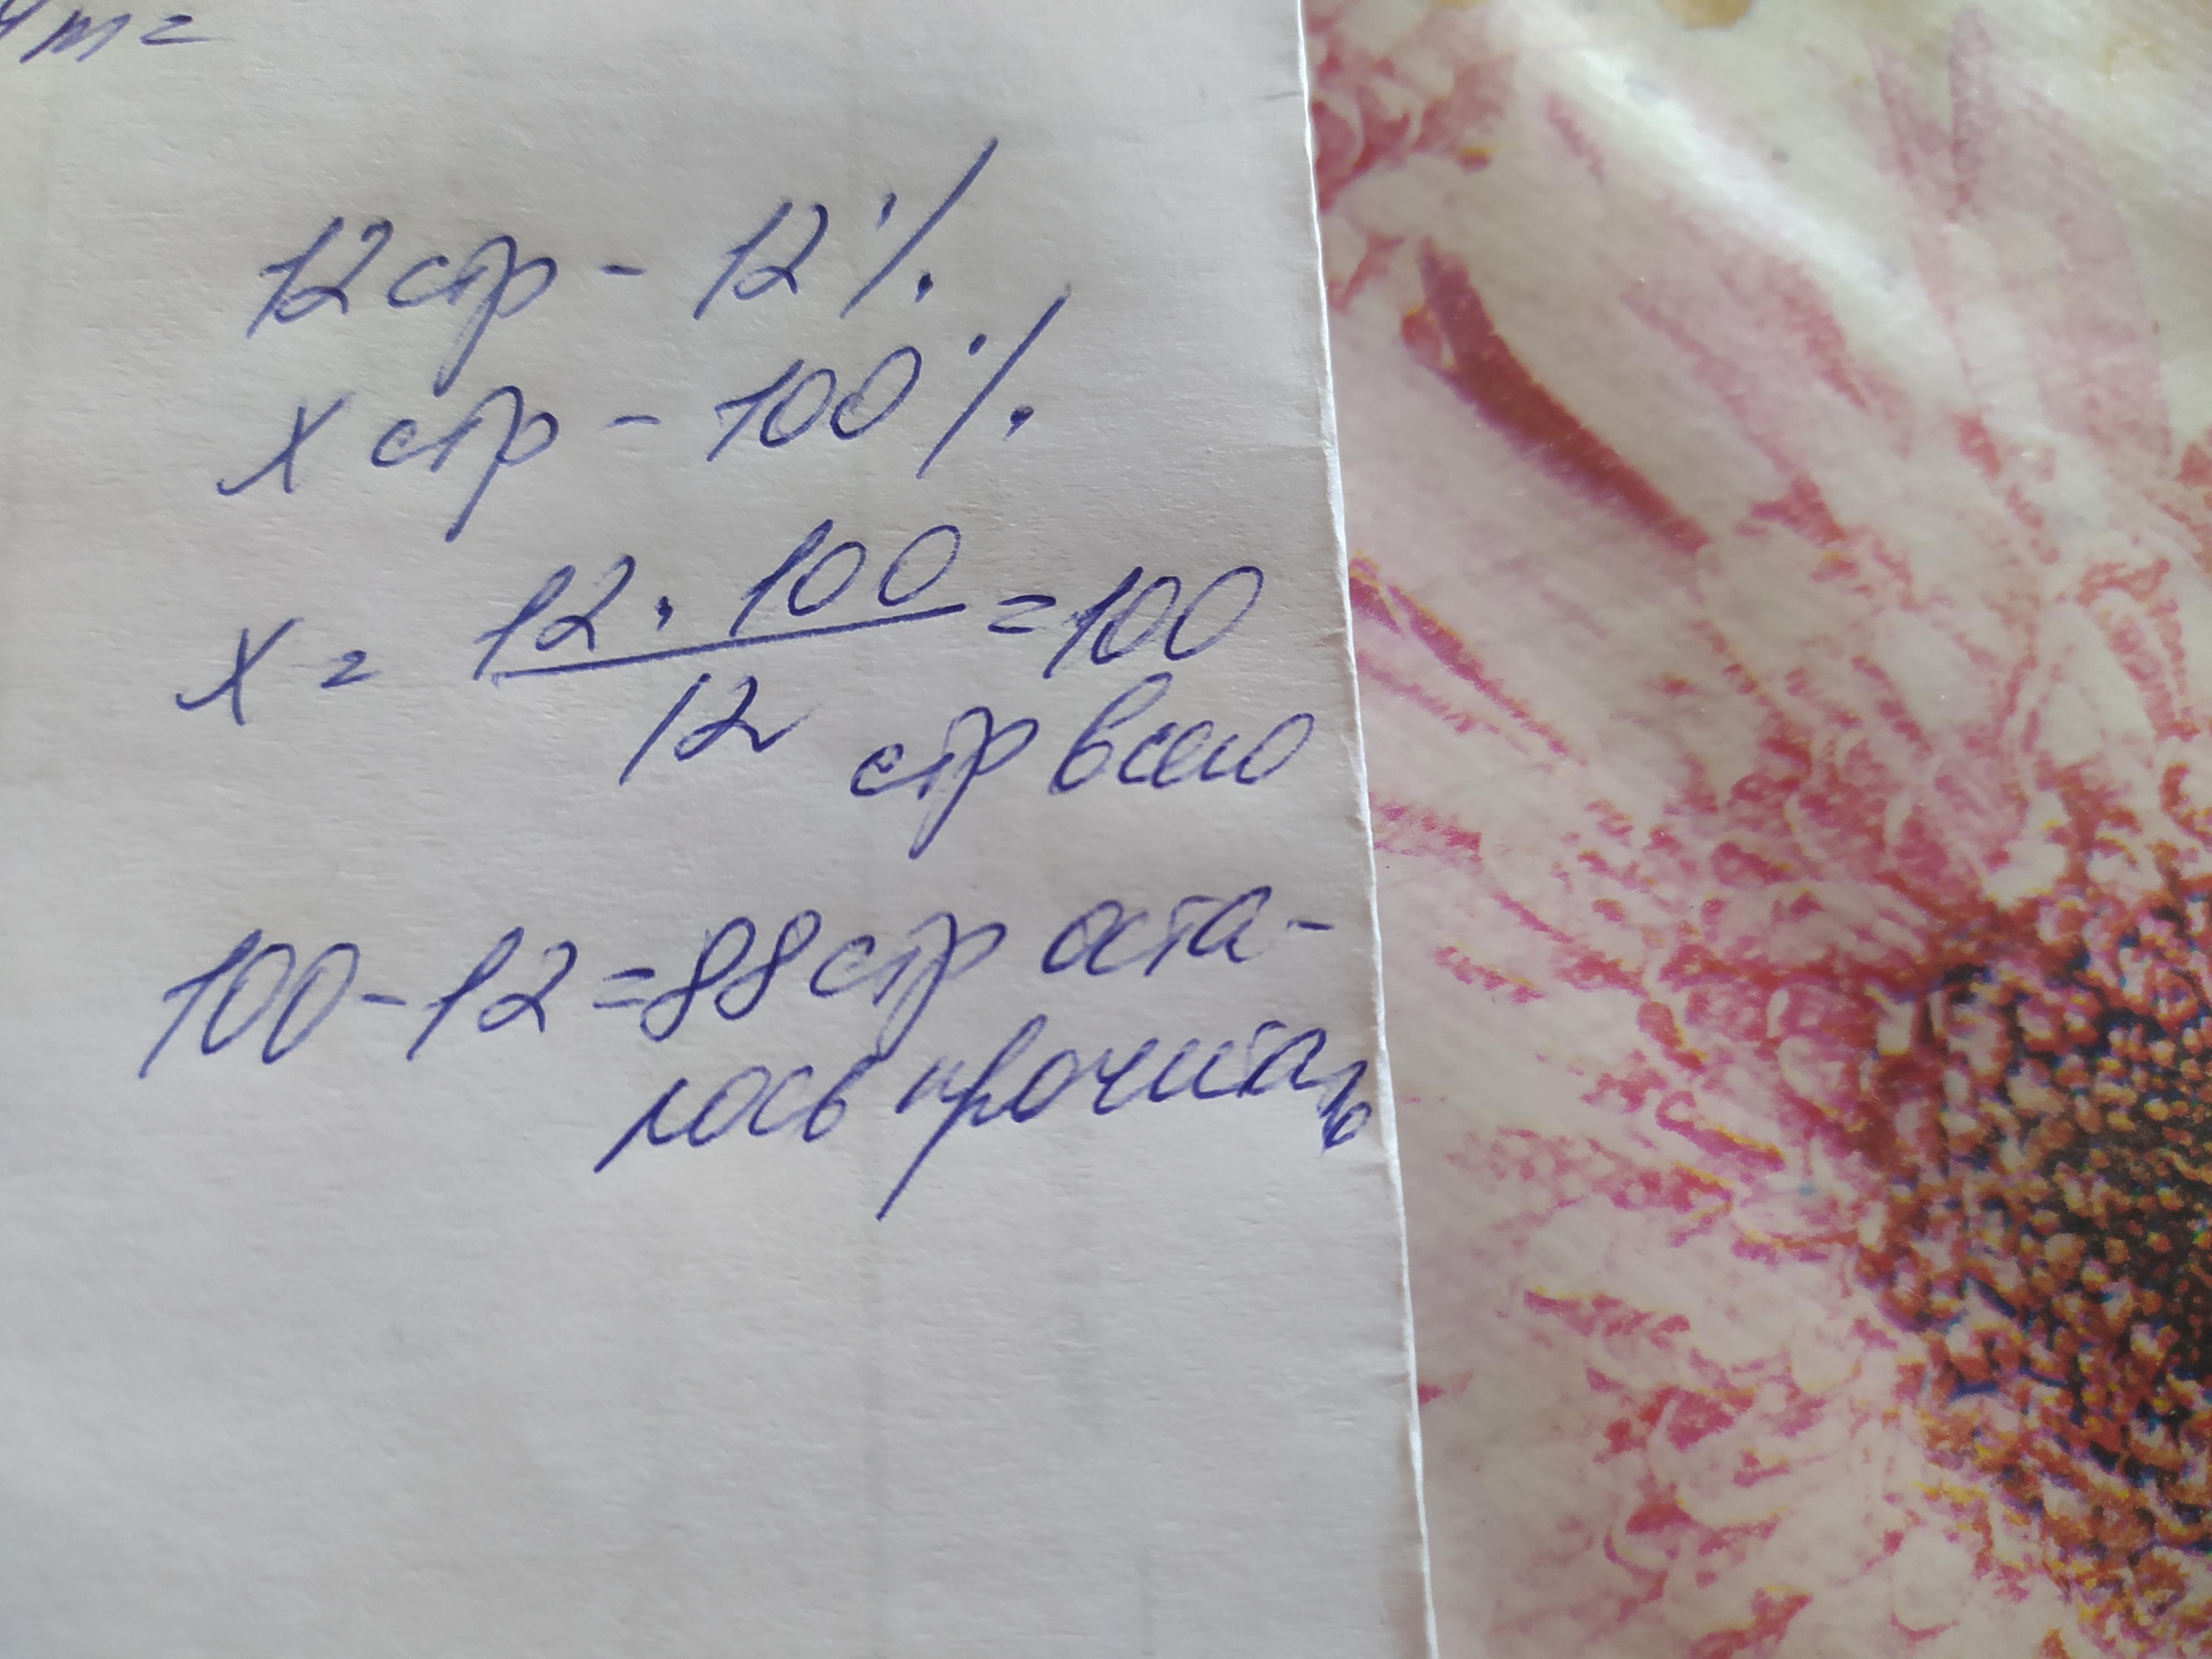 m =
12 стр - 12 %
х стр - 100 %
х = 12 · 100 / 12 = 100
стр всего
100 - 12 = 88 стр оста-
лось прочитать